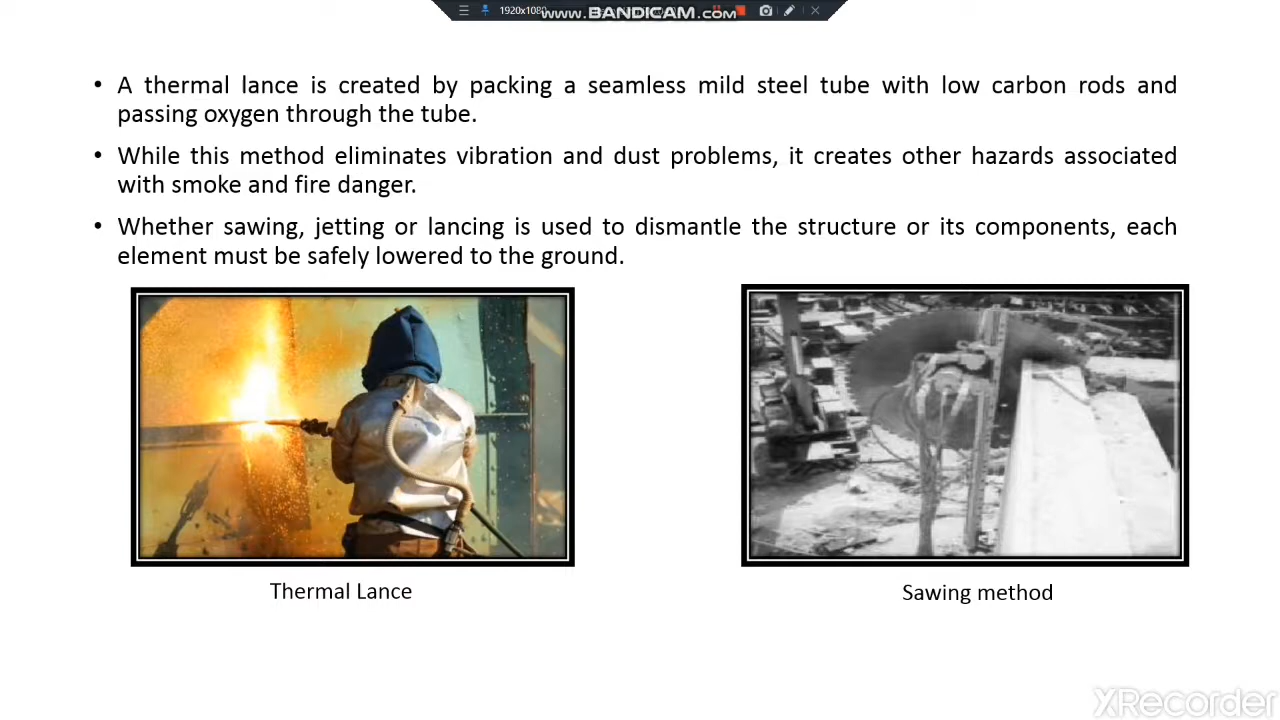 1920x1080
www.BANDICAM.com
• A thermal lance is created by packing a seamless mild steel tube with low carbon rods and
passing oxygen through the tube.
• While this method eliminates vibration and dust problems, it creates other hazards associated
with smoke and fire danger.
• Whether sawing, jetting or lancing is used to dismantle the structure or its components, each
element must be safely lowered to the ground.
Thermal Lance
Sawing method
XRecorder